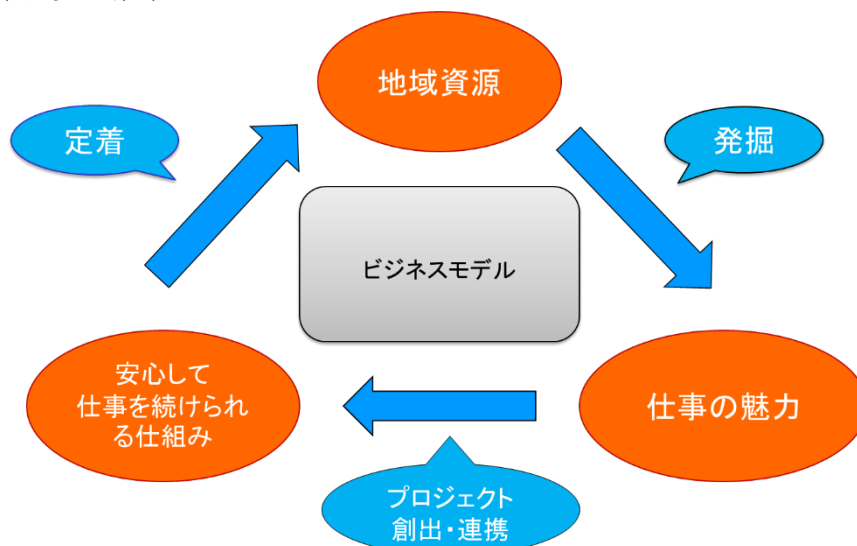 地域資源
定着
発掘
ビジネスモデル
安心して
仕事を続けられ
る仕組み
仕事の魅力
プロジェクト
創出・連携